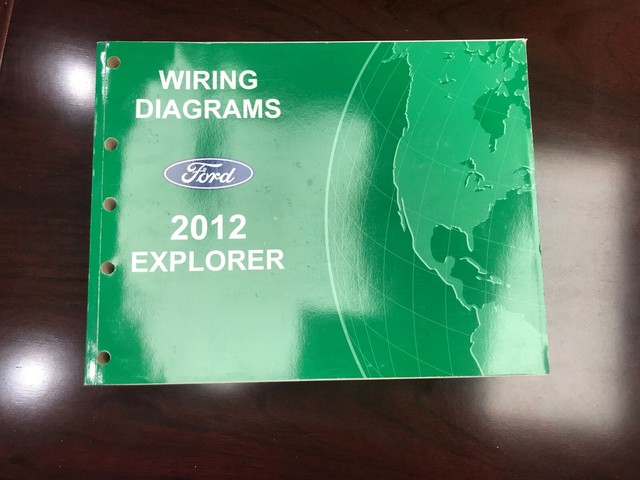 WIRING
DIAGRAMS
Ford
2012
EXPLORER